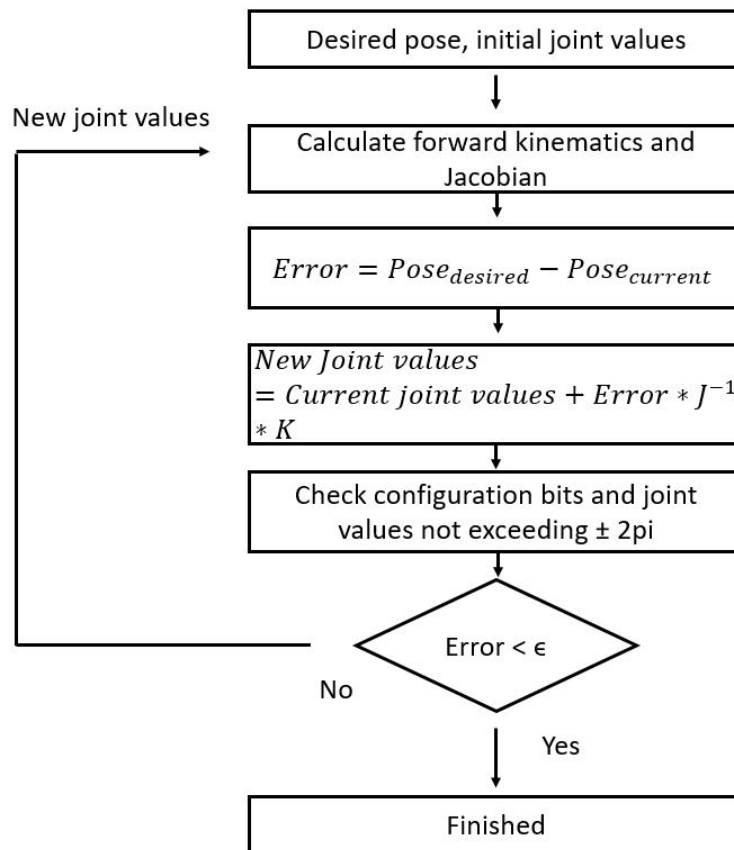 Desired pose, initial joint values
New joint values
Calculate forward kinematics and
Jacobian
Error = Pose_desired − Pose_current
New Joint values
= Current joint values + Error * J^{-1}
* K
Check configuration bits and joint
values not exceeding ± 2pi
Error < ϵ
No
Yes
Finished